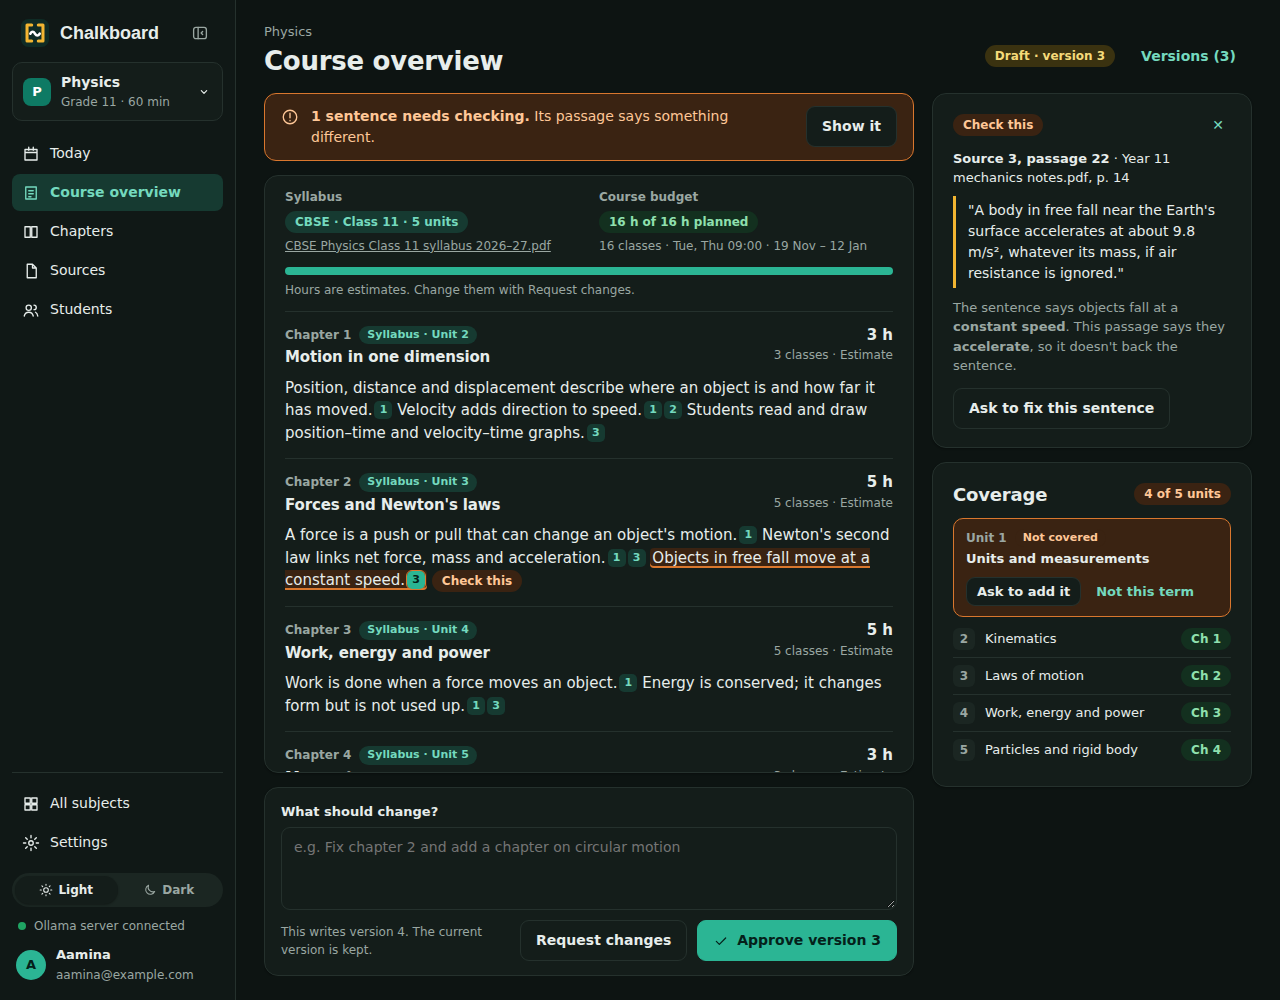 Chalkboard
P
Physics
Grade 11 · 60 min
Today
Course overview
Chapters
Sources
Students
All subjects
Settings
Light
Dark
Ollama server connected
A
Aamina
aamina@example.com
Physics
Course overview
Draft · version 3
Versions (3)
1 sentence needs checking. Its passage says something
different.
Show it
Syllabus
CBSE · Class 11 · 5 units
CBSE Physics Class 11 syllabus 2026–27.pdf
Course budget
16 h of 16 h planned
16 classes · Tue, Thu 09:00 · 19 Nov – 12 Jan
Hours are estimates. Change them with Request changes.
Chapter 1 Syllabus · Unit 2
3 h
Motion in one dimension
3 classes · Estimate
Position, distance and displacement describe where an object is and how far it
has moved. 1 Velocity adds direction to speed. 1 2 Students read and draw
position–time and velocity–time graphs. 3
Chapter 2 Syllabus · Unit 3
5 h
Forces and Newton's laws
5 classes · Estimate
A force is a push or pull that can change an object's motion. 1 Newton's second
law links net force, mass and acceleration. 1 3 Objects in free fall move at a
constant speed. 3 Check this
Chapter 3 Syllabus · Unit 4
5 h
Work, energy and power
5 classes · Estimate
Work is done when a force moves an object. 1 Energy is conserved; it changes
form but is not used up. 1 3
Chapter 4 Syllabus · Unit 5
3 h
What should change?
e.g. Fix chapter 2 and add a chapter on circular motion
This writes version 4. The current
version is kept.
Request changes
Approve version 3
Check this
Source 3, passage 22 · Year 11
mechanics notes.pdf, p. 14
"A body in free fall near the Earth's
surface accelerates at about 9.8
m/s², whatever its mass, if air
resistance is ignored."
The sentence says objects fall at a
constant speed. This passage says they
accelerate, so it doesn't back the
sentence.
Ask to fix this sentence
Coverage
4 of 5 units
Unit 1 Not covered
Units and measurements
Ask to add it
Not this term
2 Kinematics Ch 1
3 Laws of motion Ch 2
4 Work, energy and power Ch 3
5 Particles and rigid body Ch 4